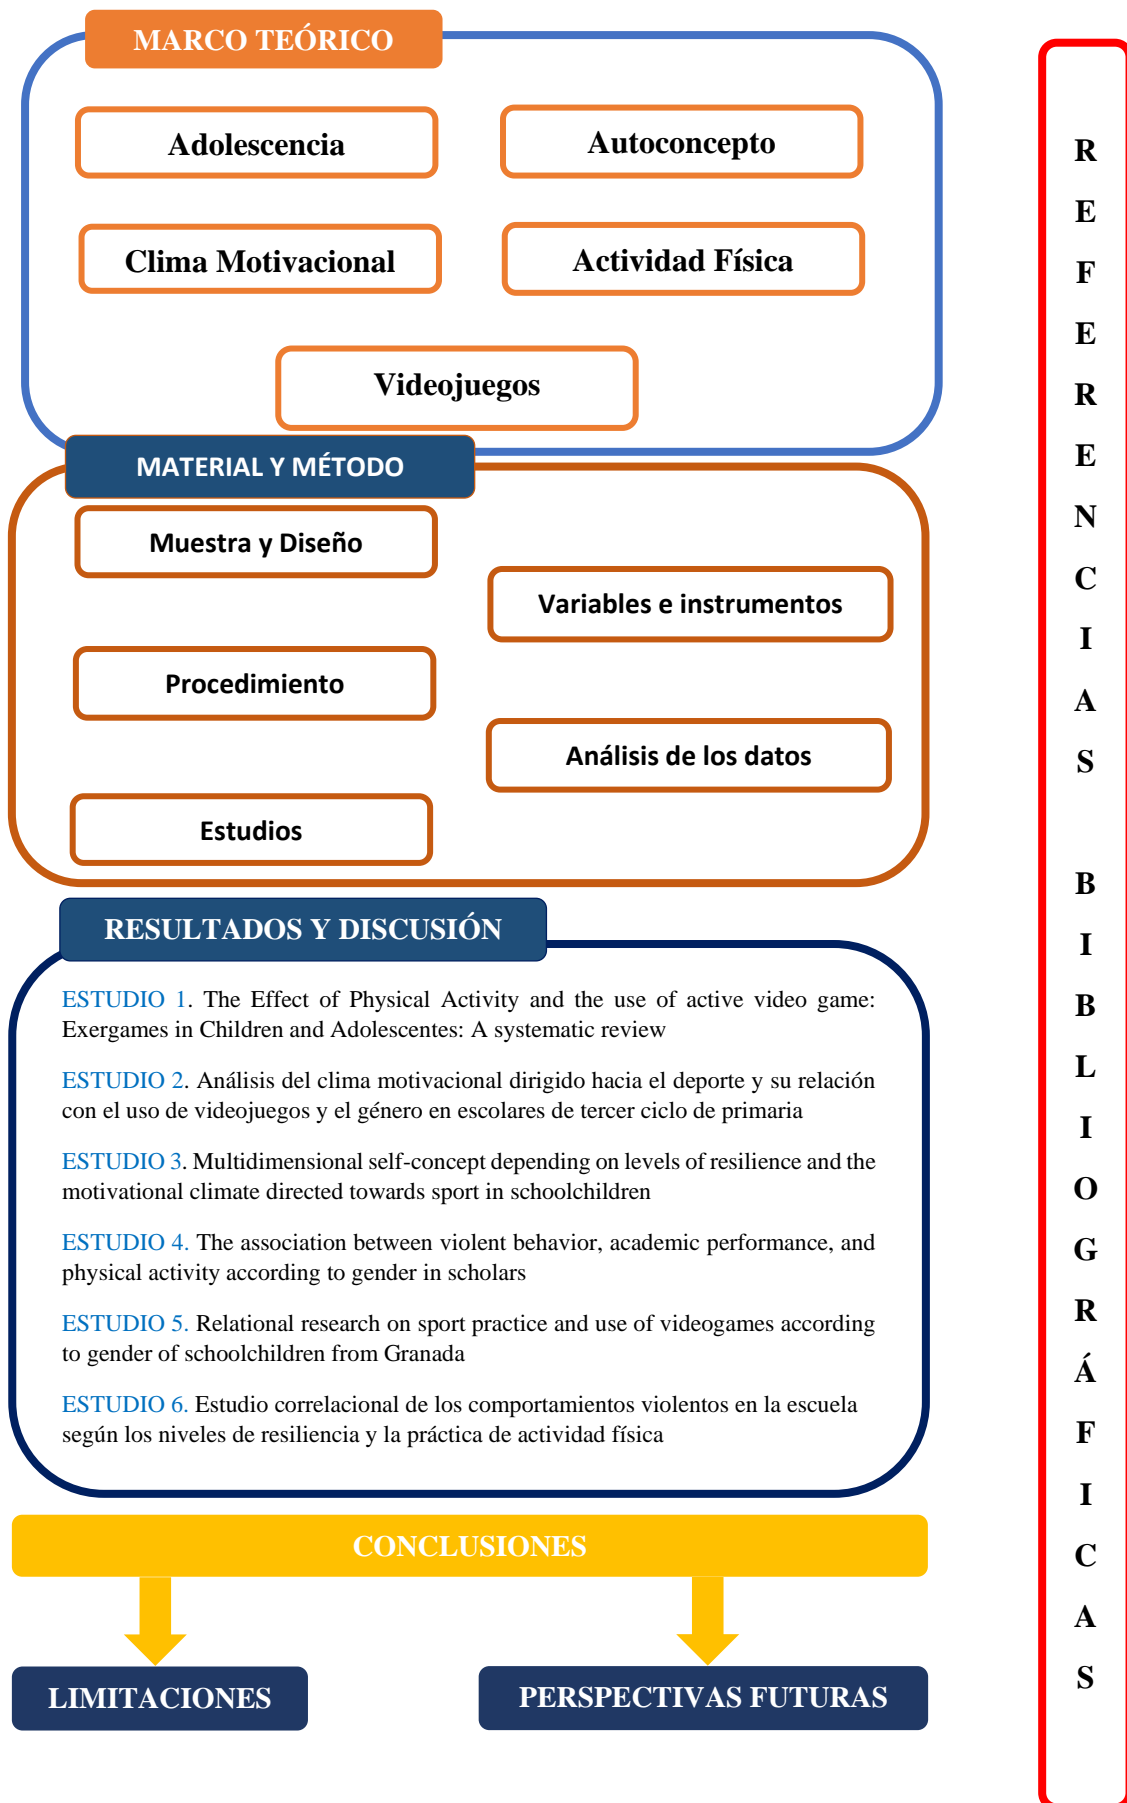 MARCO TEÓRICO
Adolescencia
Autoconcepto
Clima Motivacional
Actividad Física
Videojuegos
MATERIAL Y MÉTODO
Muestra y Diseño
Variables e instrumentos
Procedimiento
Análisis de los datos
Estudios
RESULTADOS Y DISCUSIÓN
ESTUDIO 1. The Effect of Physical Activity and the use of active video game:
Exergames in Children and Adolescentes: A systematic review
ESTUDIO 2. Análisis del clima motivacional dirigido hacia el deporte y su relación
con el uso de videojuegos y el género en escolares de tercer ciclo de primaria
ESTUDIO 3. Multidimensional self-concept depending on levels of resilience and the
motivational climate directed towards sport in schoolchildren
ESTUDIO 4. The association between violent behavior, academic performance, and
physical activity according to gender in scholars
ESTUDIO 5. Relational research on sport practice and use of videogames according
to gender of schoolchildren from Granada
ESTUDIO 6. Estudio correlacional de los comportamientos violentos en la escuela
según los niveles de resiliencia y la práctica de actividad física
CONCLUSIONES
LIMITACIONES
PERSPECTIVAS FUTURAS
REFERENCIAS BIBLIOGRÁFICAS